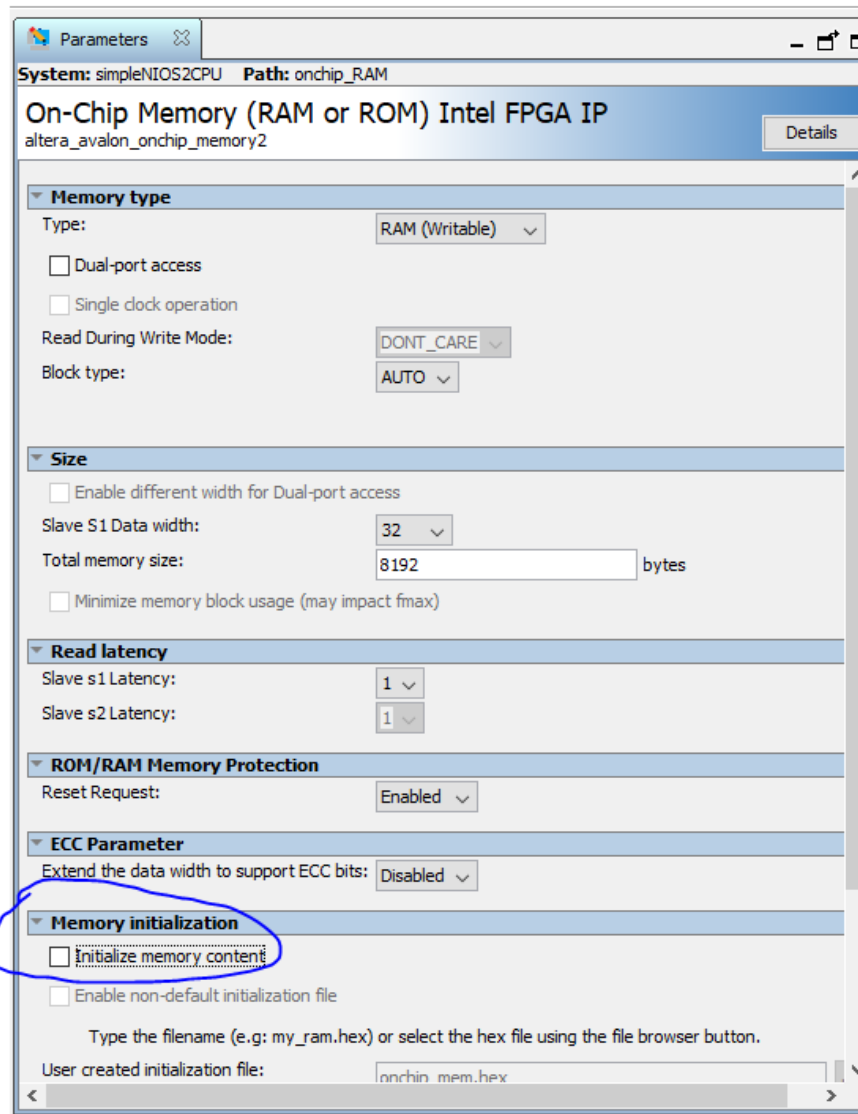 Parameters
System: simpleNIOS2CPU Path: onchip_RAM
On-Chip Memory (RAM or ROM) Intel FPGA IP
altera_avalon_onchip_memory2
Details
Memory type
Type: RAM (Writable)
Dual-port access
Single clock operation
Read During Write Mode: DONT_CARE
Block type: AUTO
Size
Enable different width for Dual-port access
Slave S1 Data width: 32
Total memory size: 8192 bytes
Minimize memory block usage (may impact fmax)
Read latency
Slave s1 Latency: 1
Slave s2 Latency: 1
ROM/RAM Memory Protection
Reset Request: Enabled
ECC Parameter
Extend the data width to support ECC bits: Disabled
Memory initialization
Initialize memory content
Enable non-default initialization file
Type the filename (e.g: my_ram.hex) or select the hex file using the file browser button.
User created initialization file: onchip_mem.hex